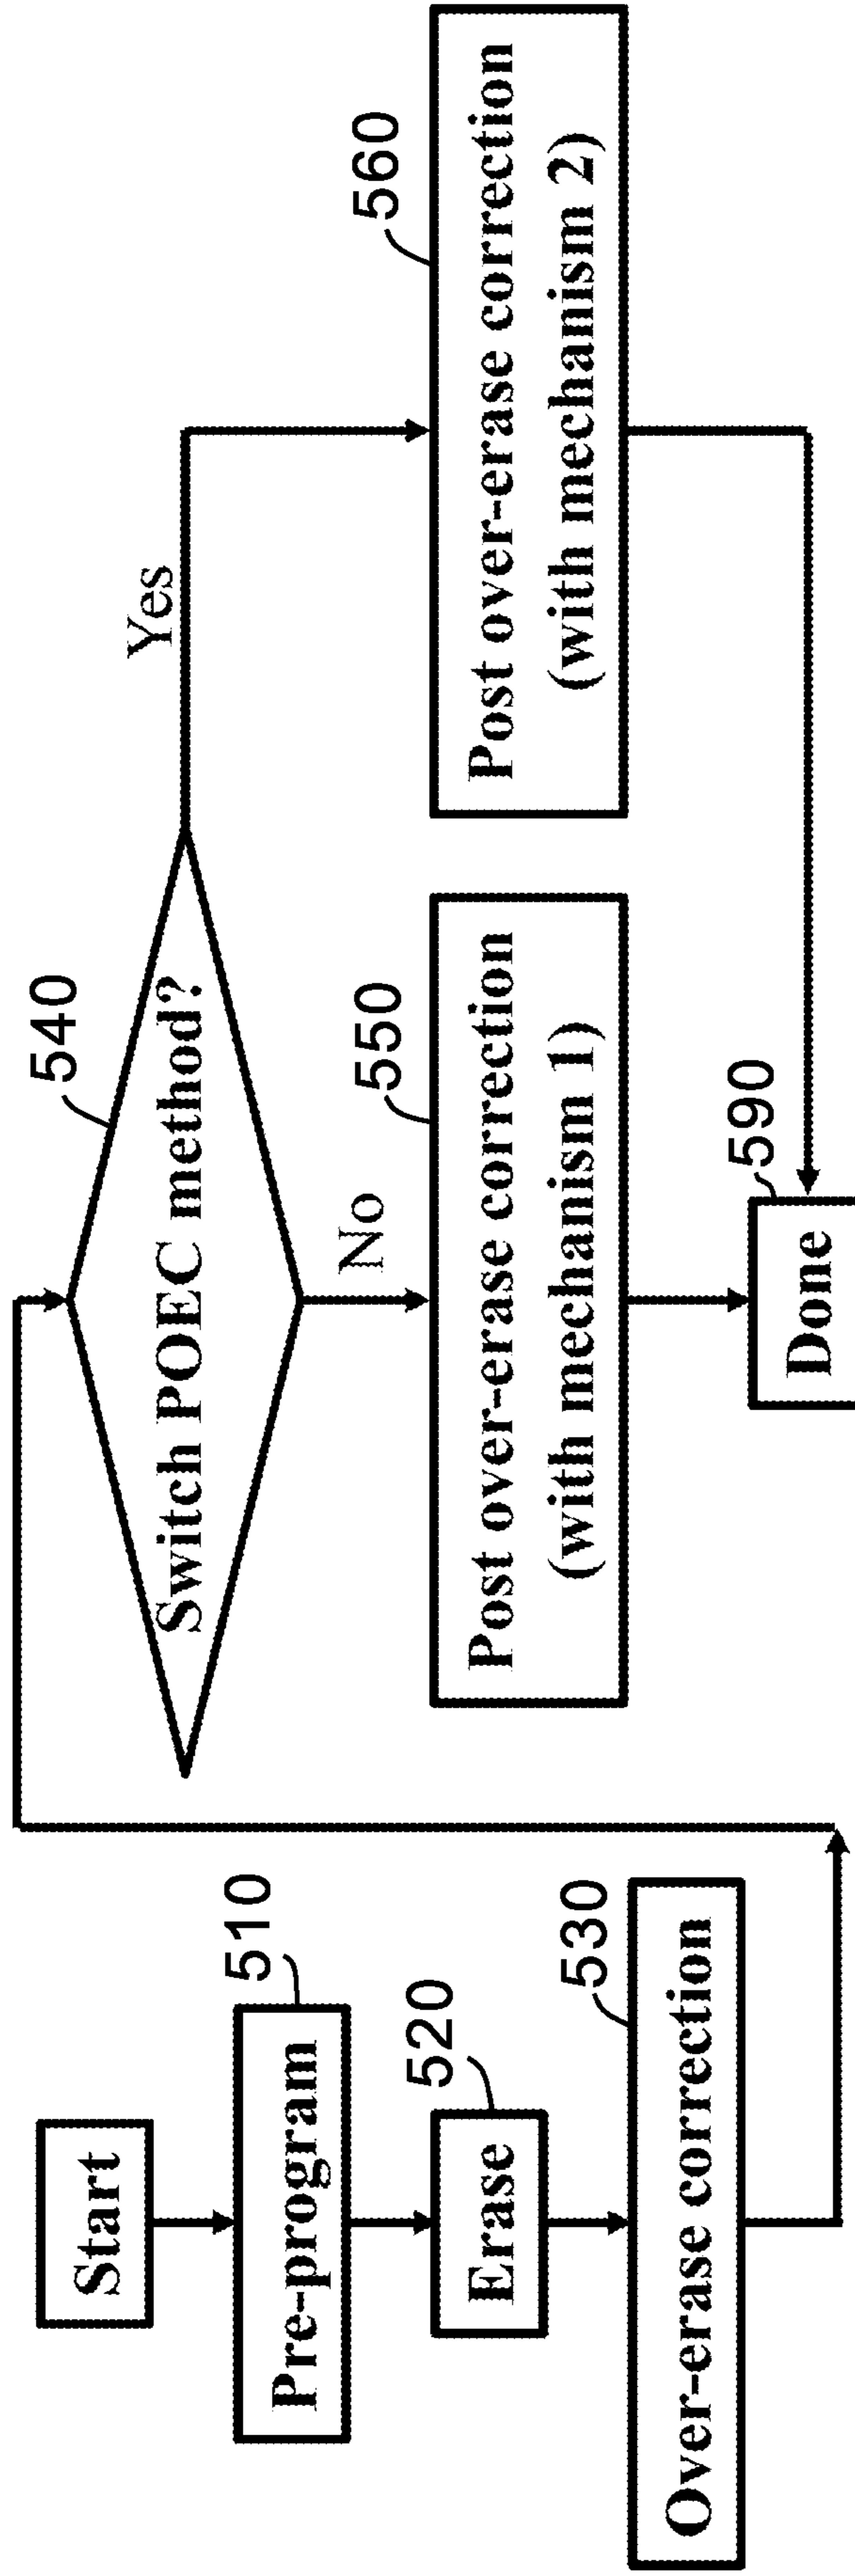 Start
510
Pre-program
520
Erase
530
Over-erase correction
540
Switch POEC method?
Yes
No
550
Post over-erase correction
(with mechanism 1)
560
Post over-erase correction
(with mechanism 2)
590
Done